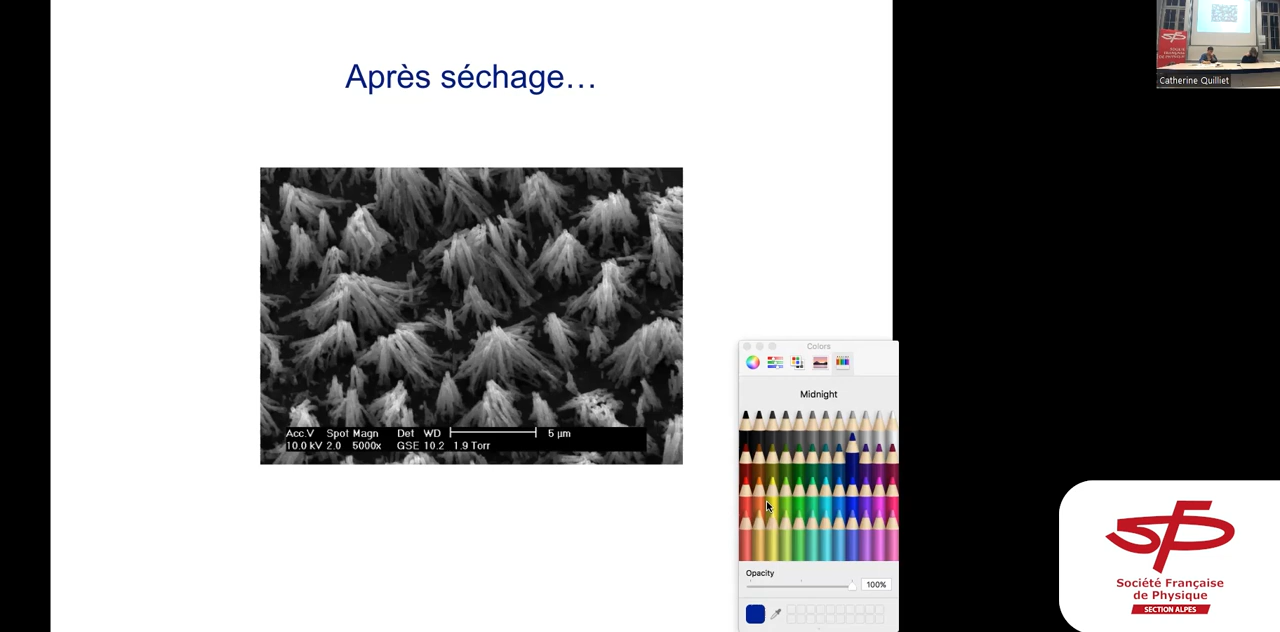 Après séchage…
Acc.V Spot Magn Det WD 5 µm
10.0 kV 2.0 5000x GSE 10.2 1.9 Torr
Catherine Quilliet
Colors
Midnight
Opacity
100%
sfp
Société Française
de Physique
SECTION ALPES